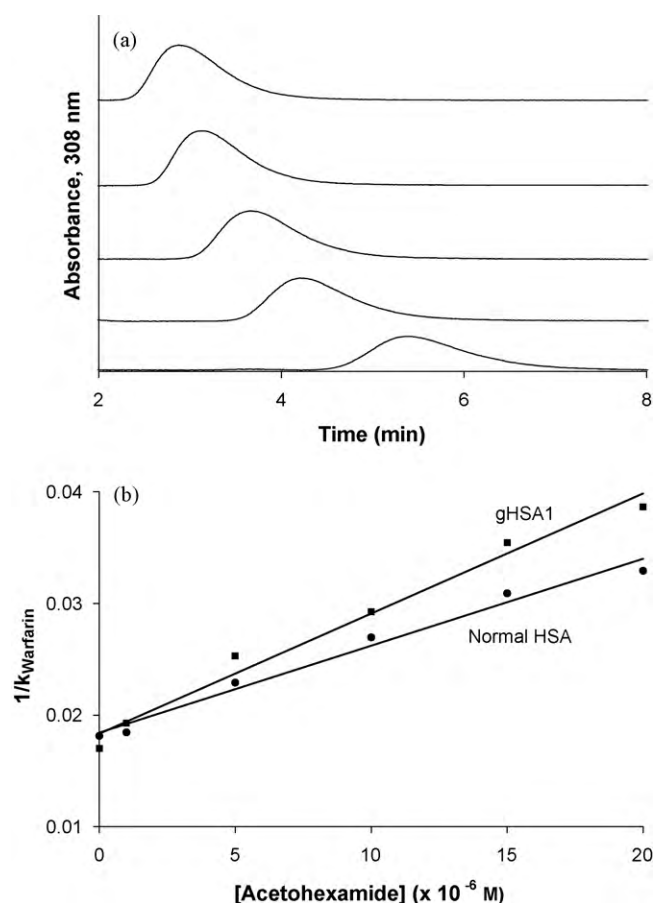 (a)
Absorbance, 308 nm
2 4 6 8
Time (min)
(b)
0.04
0.03
0.02
0.01
1/kWarfarin
gHSA1
Normal HSA
0 5 10 15 20
[Acetohexamide] (x 10 -6 M)